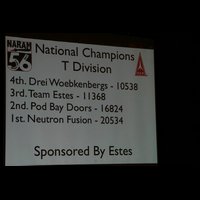 NARAM
56
National Champions
T Division
4th. Drei Woebkenbergs - 10538
3rd. Team Estes - 11368
2nd. Pod Bay Doors - 16824
1st. Neutron Fusion - 20534
Sponsored By Estes